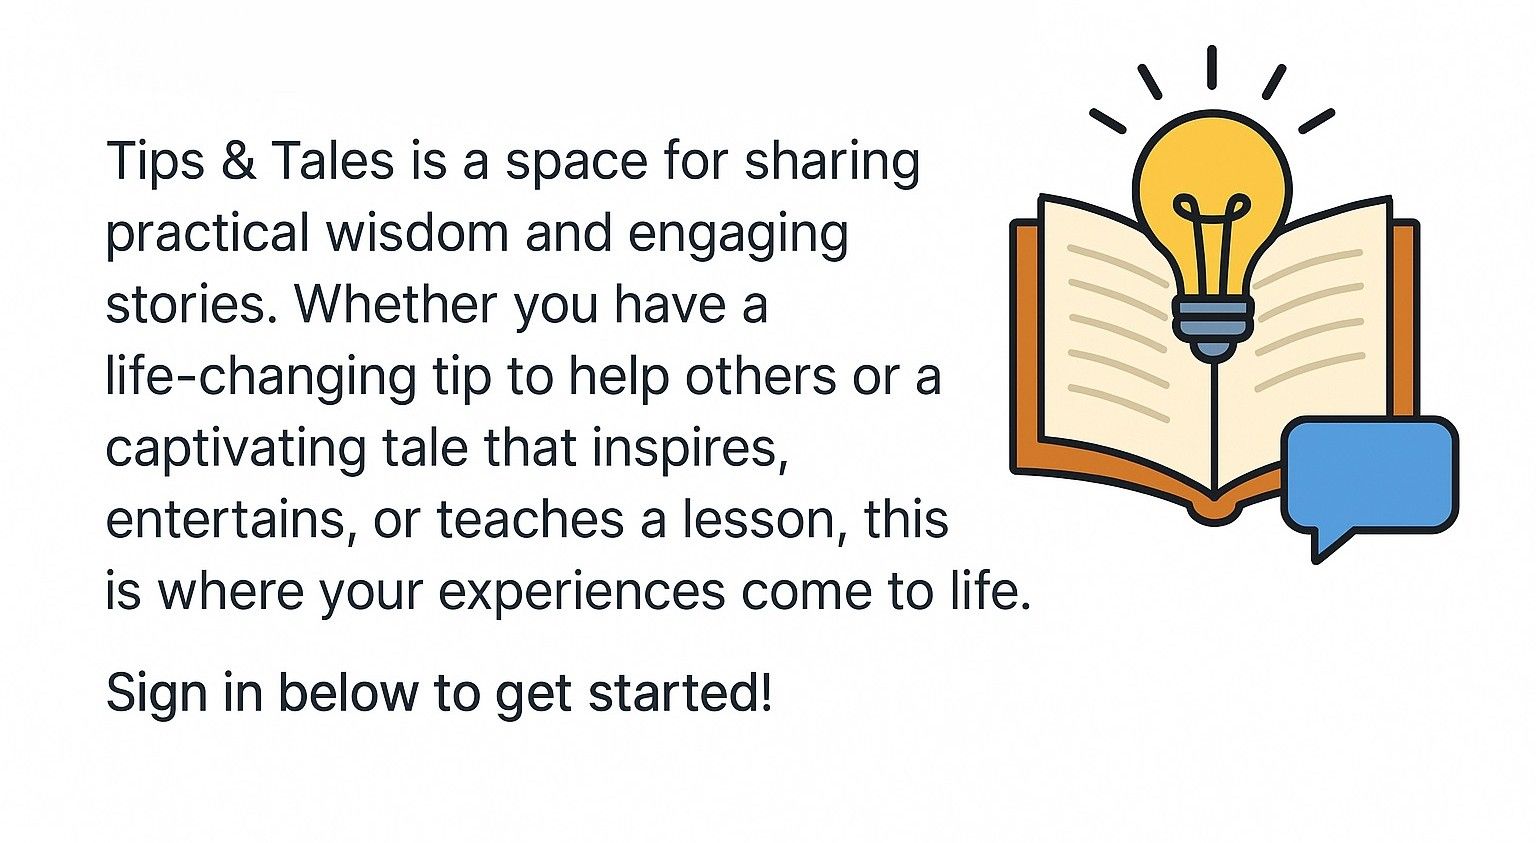 Tips & Tales is a space for sharing
practical wisdom and engaging
stories. Whether you have a
life-changing tip to help others or a
captivating tale that inspires,
entertains, or teaches a lesson, this
is where your experiences come to life.
Sign in below to get started!